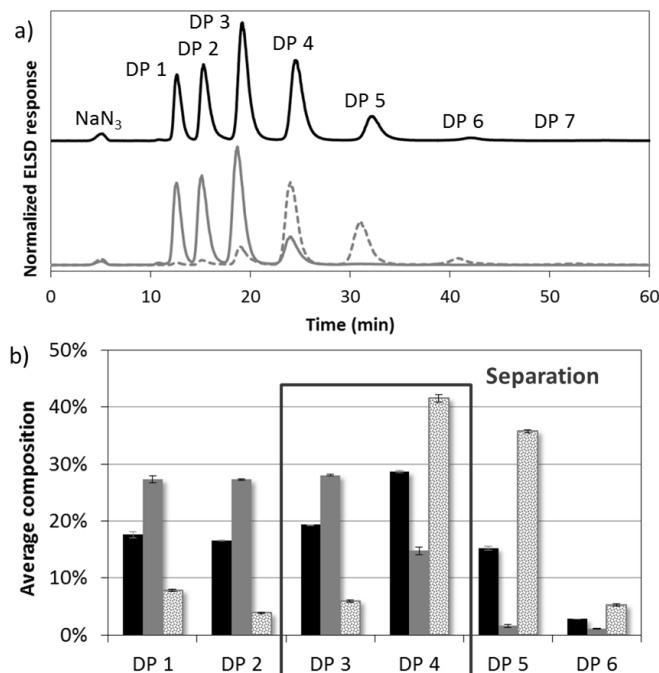 a)
Normalized ELSD response
NaN₃
DP 1
DP 2
DP 3
DP 4
DP 5
DP 6
DP 7
0 10 20 30 40 50 60
Time (min)
b)
Average composition
50%
40%
30%
20%
10%
0%
Separation
DP 1 DP 2 DP 3 DP 4 DP 5 DP 6